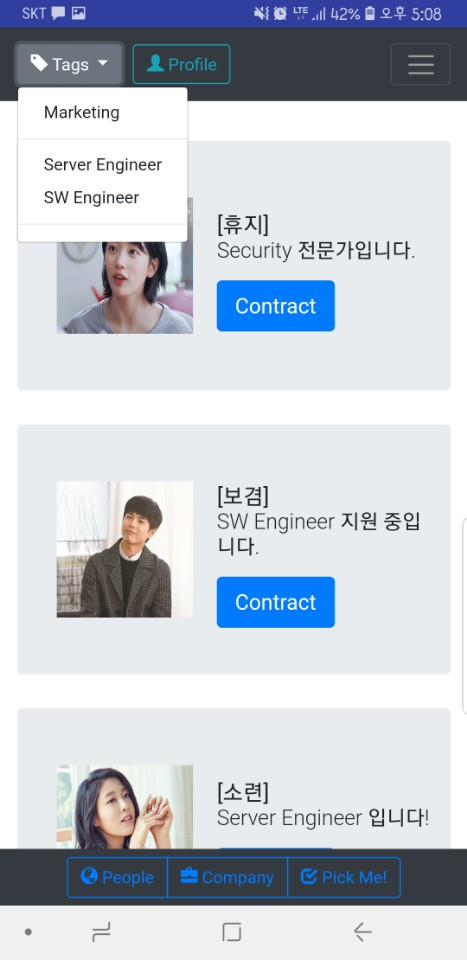 SKT LTE 42% 오후 5:08
Tags Profile
Marketing
Server Engineer
SW Engineer
[휴지]
Security 전문가입니다.
Contract
[보겸]
SW Engineer 지원 중입
니다.
Contract
[소련]
Server Engineer 입니다!
People Company Pick Me!